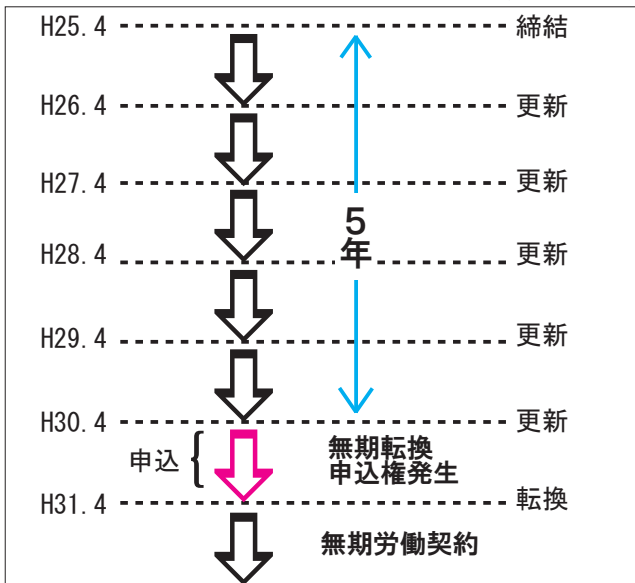 H25.4 締結
H26.4 更新
H27.4 更新
5年
H28.4 更新
H29.4 更新
H30.4 更新
申込
無期転換
申込権発生
H31.4 転換
無期労働契約